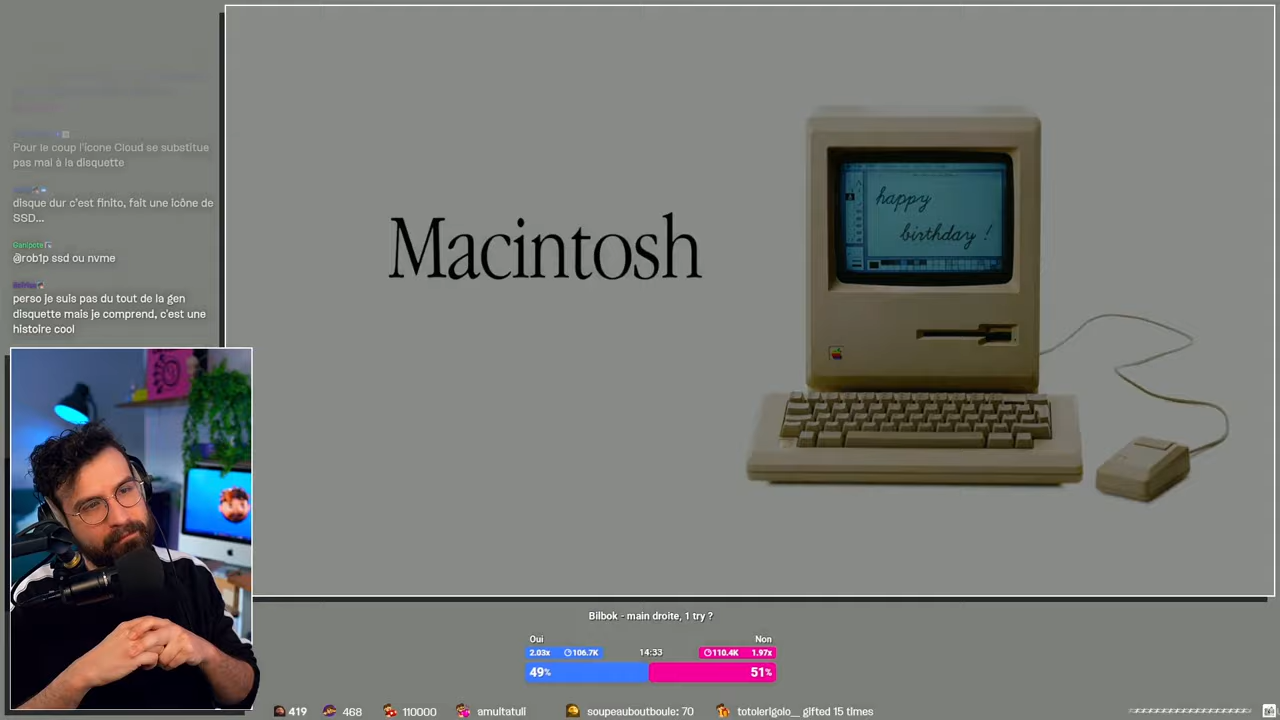 Pour le coup l'icone Cloud se substitue
pas mal à la disquette
disque dur c'est finito, fait une icône de
SSD...
Ganipote
@rob1p ssd ou nvme
perso je suis pas du tout de la gen
disquette mais je comprend, c'est une
histoire cool
Macintosh
happy
birthday !
Bilbok - main droite, 1 try ?
Oui
Non
2.03x 106.7K
14:33
110.4K 1.97x
49%
51%
419
468
110000
amultatuli
soupeauboutboule: 70
totolerigolo__ gifted 15 times